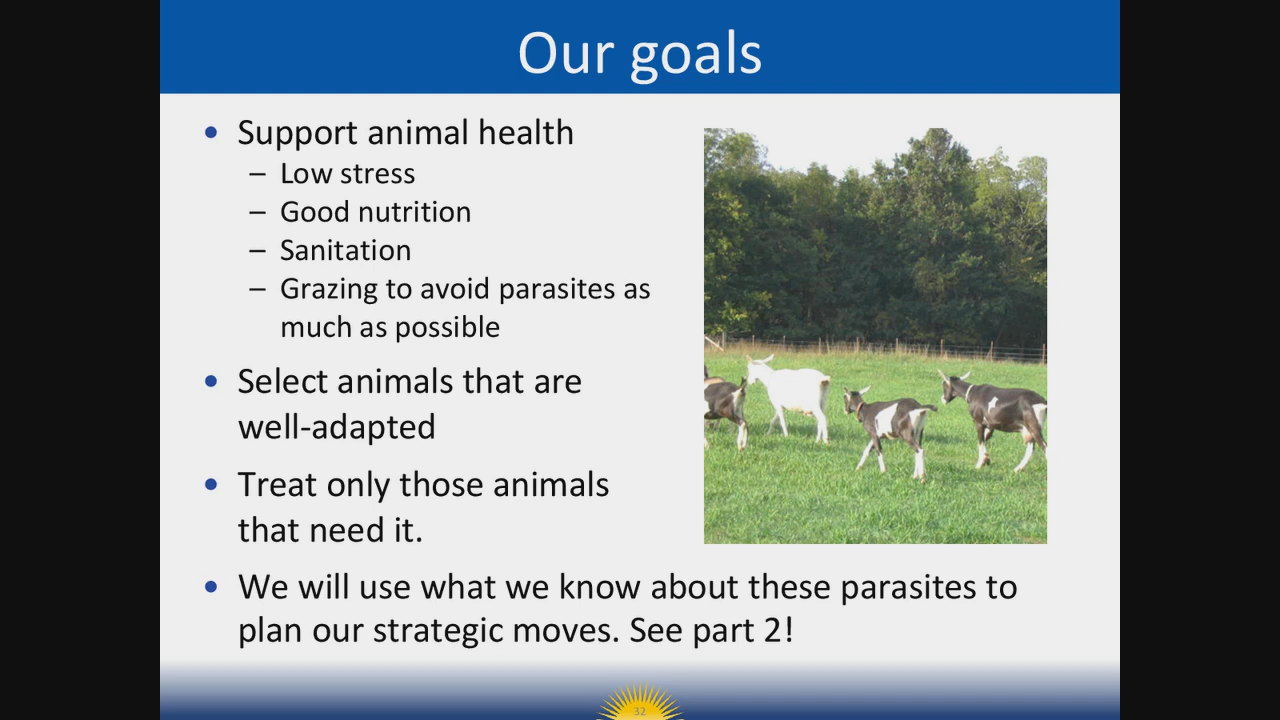 Our goals
• Support animal health
– Low stress
– Good nutrition
– Sanitation
– Grazing to avoid parasites as
much as possible
• Select animals that are
well-adapted
• Treat only those animals
that need it.
• We will use what we know about these parasites to
plan our strategic moves. See part 2!
32